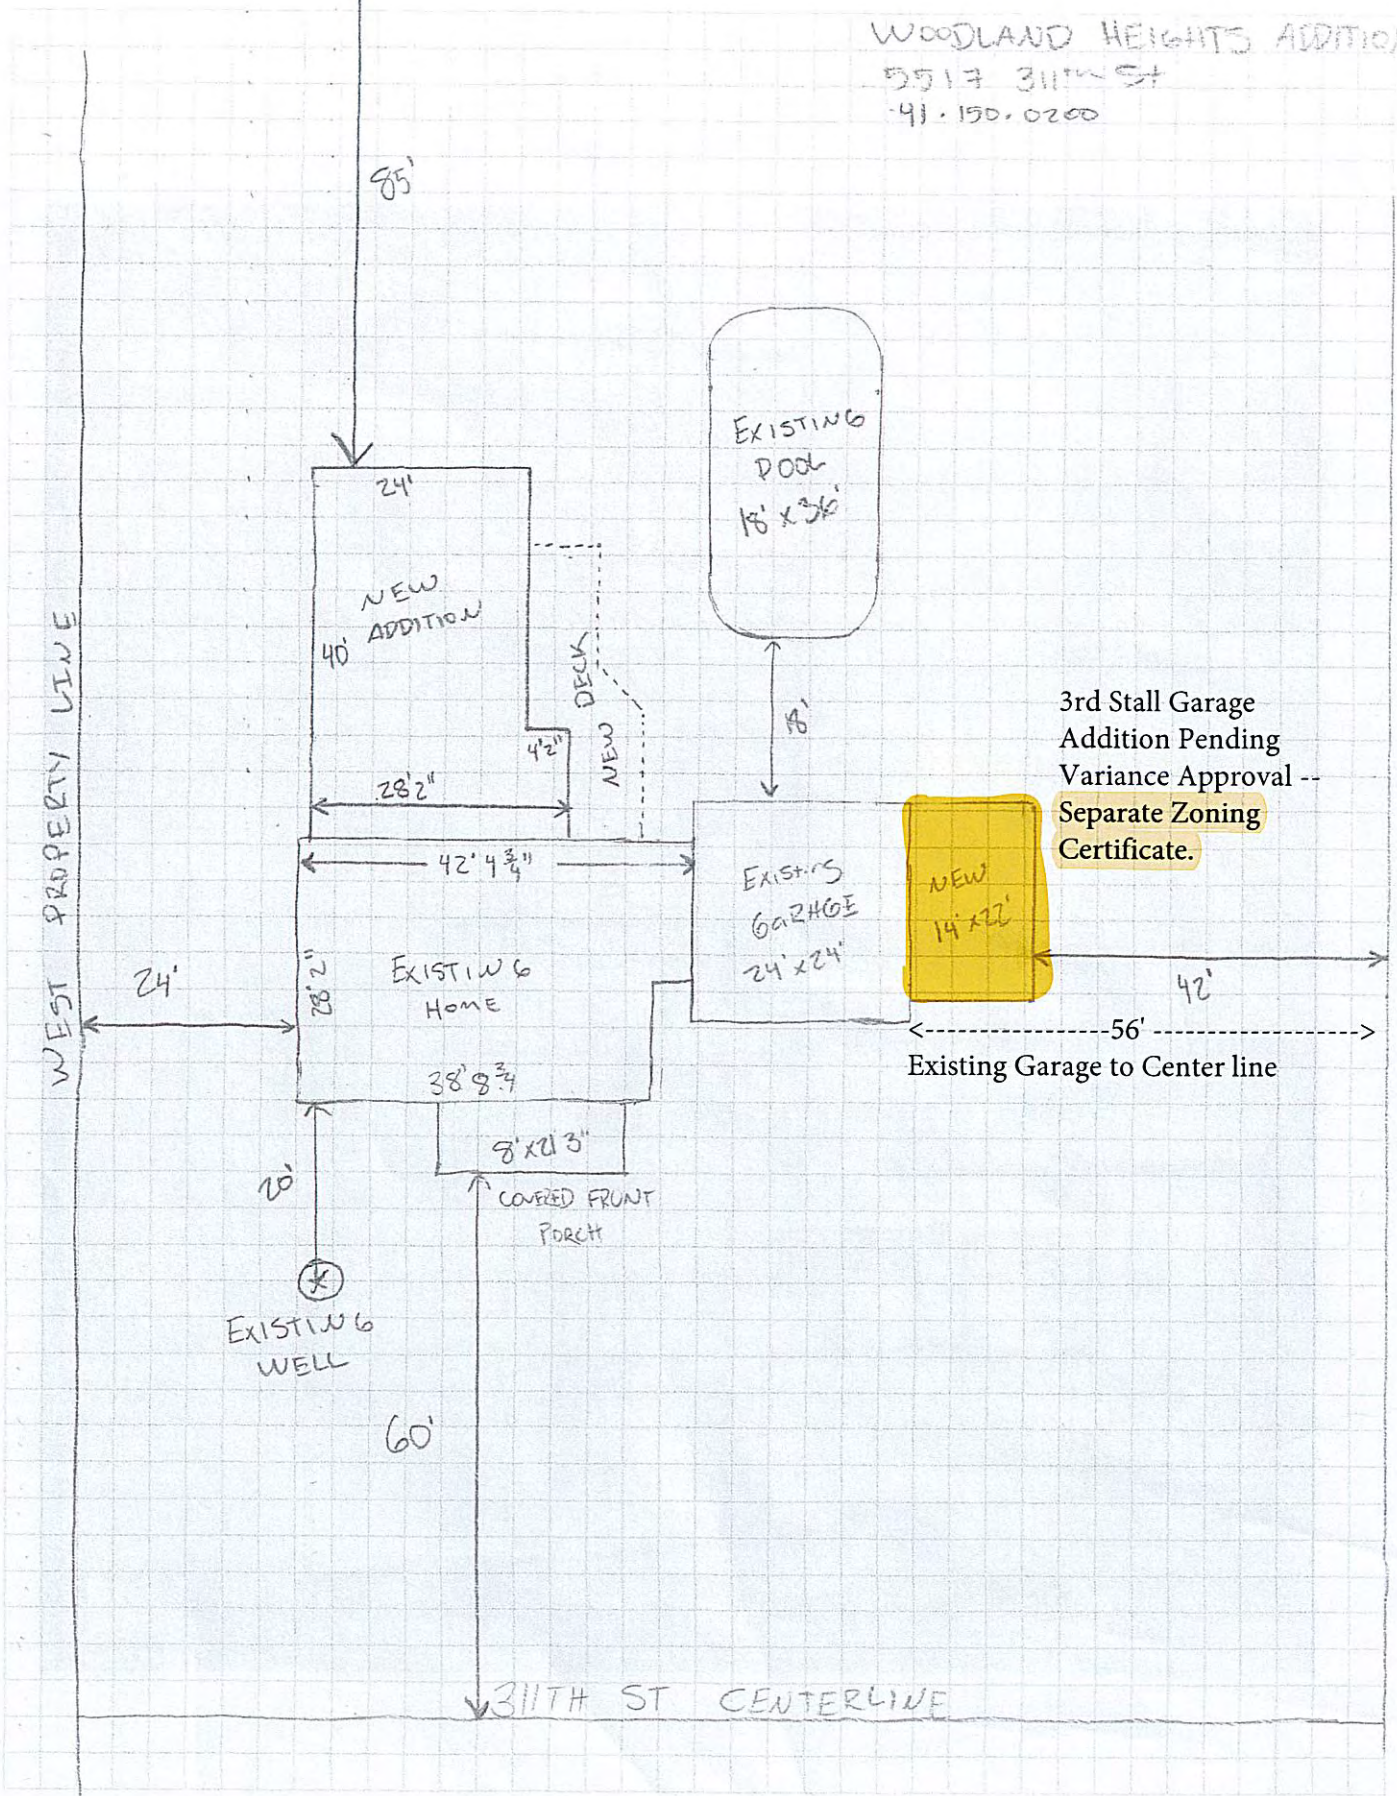 WOODLAND HEIGHTS ADDITION
5517 311th St
41.150.0200
85'
EXISTING
POOL
18' x 36'
24'
NEW
ADDITION
40'
NEW DECK
4'2"
28'2"
18'
3rd Stall Garage
Addition Pending
Variance Approval --
Separate Zoning
Certificate.
WEST PROPERTY LINE
42' 4 3/4"
EXISTING
GARAGE
24' x 24'
NEW
14' x 22'
42'
24'
28' 2"
EXISTING
HOME
<-----------------56'------------------>
Existing Garage to Center line
38' 8 3/4
8' x 21 3"
COVERED FRONT
PORCH
20'
EXISTING
WELL
60'
311TH ST CENTERLINE